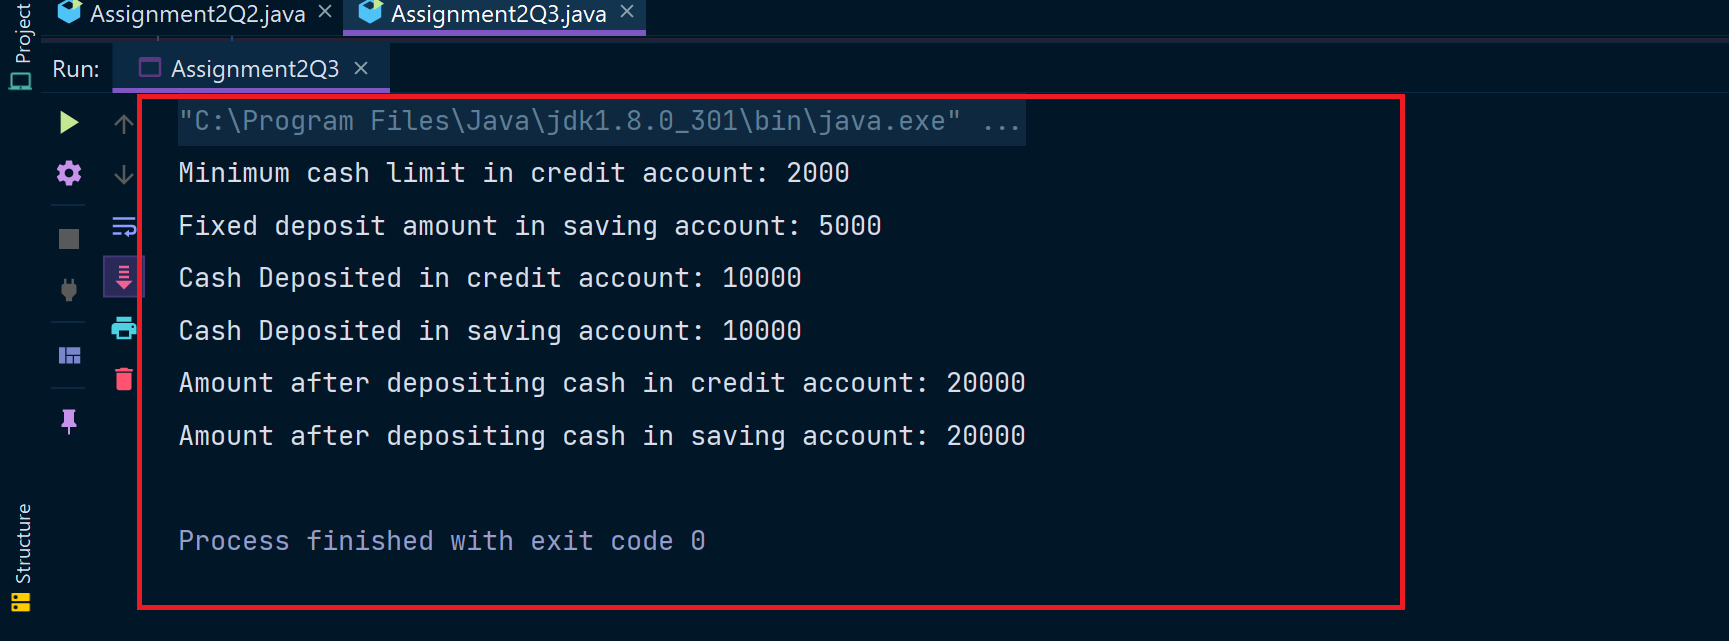 Assignment2Q2.java
Assignment2Q3.java
Project
Run:
Assignment2Q3
"C:\Program Files\Java\jdk1.8.0_301\bin\java.exe" ...
Minimum cash limit in credit account: 2000
Fixed deposit amount in saving account: 5000
Cash Deposited in credit account: 10000
Cash Deposited in saving account: 10000
Amount after depositing cash in credit account: 20000
Amount after depositing cash in saving account: 20000
Process finished with exit code 0
Structure